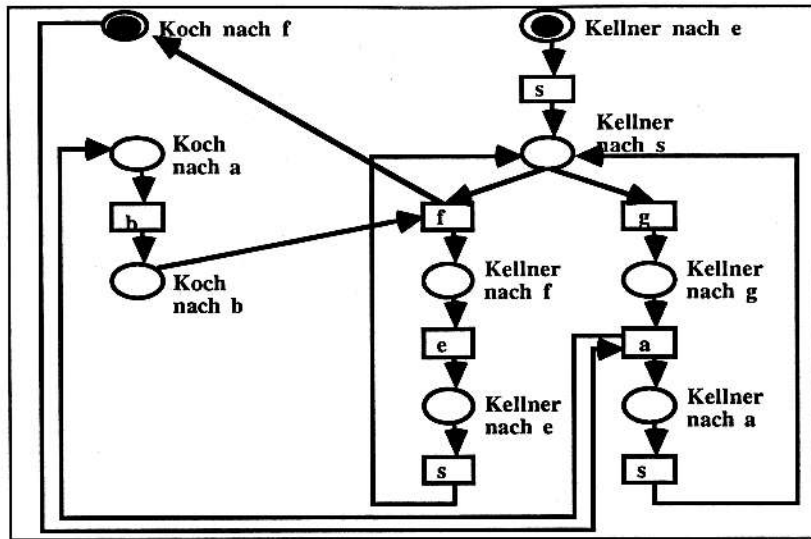 Koch nach f
Kellner nach e
s
Kellner
nach s
Koch
nach a
b
f
g
Koch
nach b
Kellner
nach f
Kellner
nach g
e
a
Kellner
nach e
Kellner
nach a
s
s